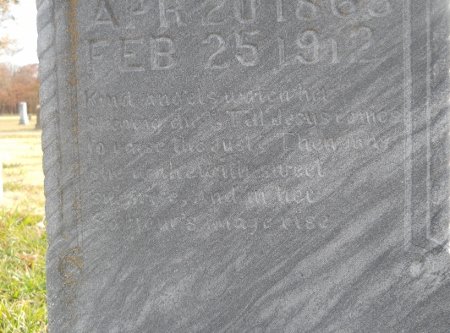 APR 20 1868
FEB 25 1912
Kind angels watch her
sleeping dust Till Jesus comes
to raise the just Then may
she wake with sweet
and in her
Saviour's image rise